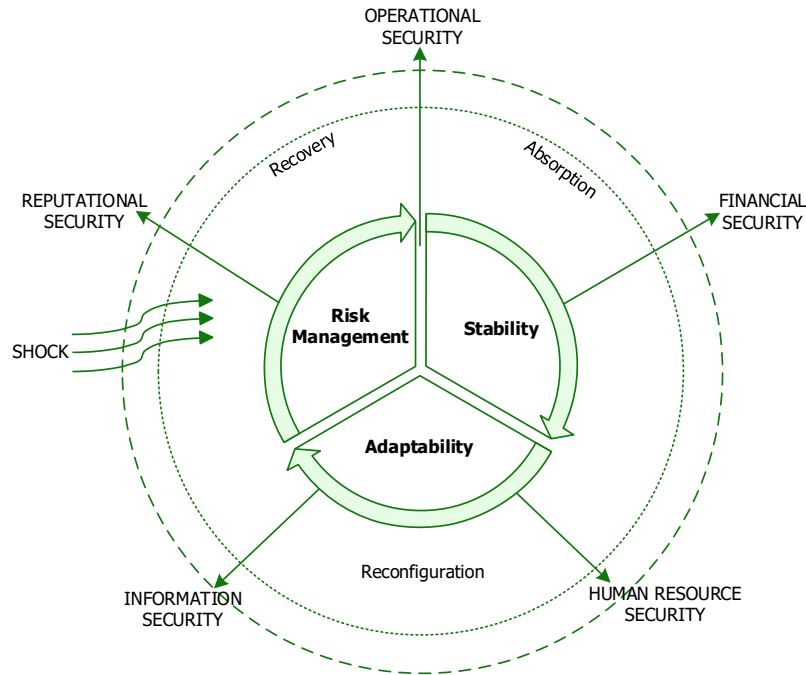 OPERATIONAL
SECURITY
Recovery
Absorption
REPUTATIONAL
SECURITY
FINANCIAL
SECURITY
Risk
Management
Stability
SHOCK
Adaptability
Reconfiguration
INFORMATION
SECURITY
HUMAN RESOURCE
SECURITY